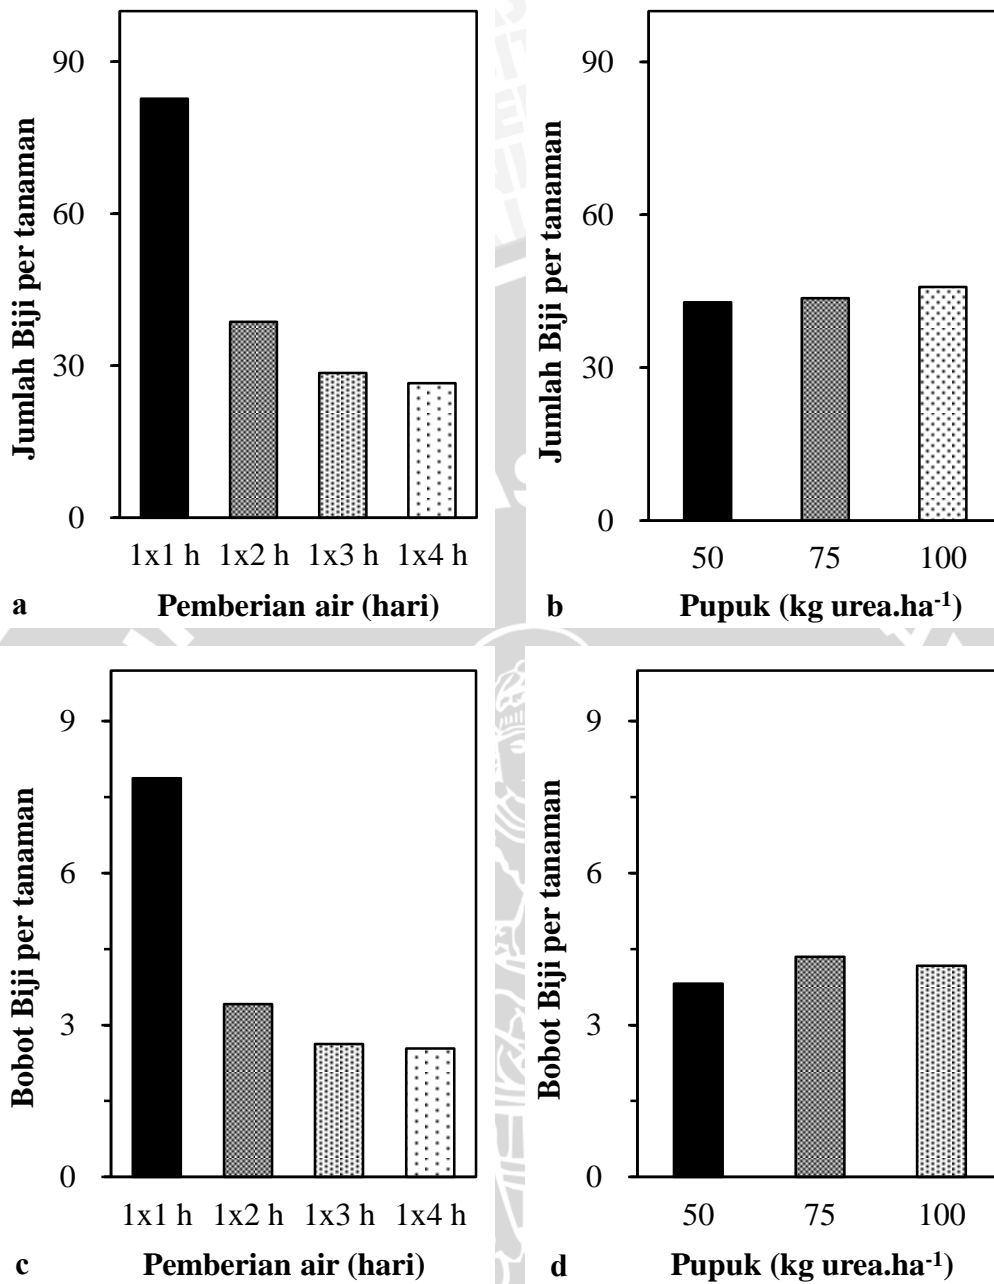 Jumlah Biji per tanaman
90
60
30
0
1x1 h 1x2 h 1x3 h 1x4 h
a Pemberian air (hari)
Jumlah Biji per tanaman
90
60
30
0
50 75 100
b Pupuk (kg urea.ha⁻¹)
Bobot Biji per tanaman
9
6
3
0
1x1 h 1x2 h 1x3 h 1x4 h
c Pemberian air (hari)
Bobot Biji per tanaman
9
6
3
0
50 75 100
d Pupuk (kg urea.ha⁻¹)